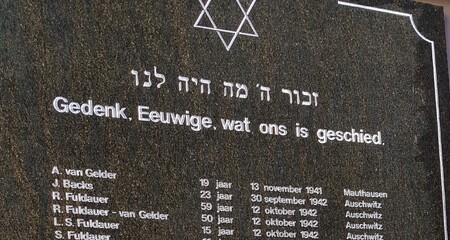 זכור ה' מה היה לנו
Gedenk, Eeuwige, wat ons is geschied.
A. van Gelder 19 jaar 13 november 1941 Mauthausen
J. Backs 23 jaar 30 september 1942 Auschwitz
R. Fuldauer 59 jaar 12 oktober 1942 Auschwitz
R. Fuldauer - van Gelder 50 jaar 12 oktober 1942 Auschwitz
L. S. Fuldauer 15 jaar 12 oktober 1942 Auschwitz
S. Fuldauer